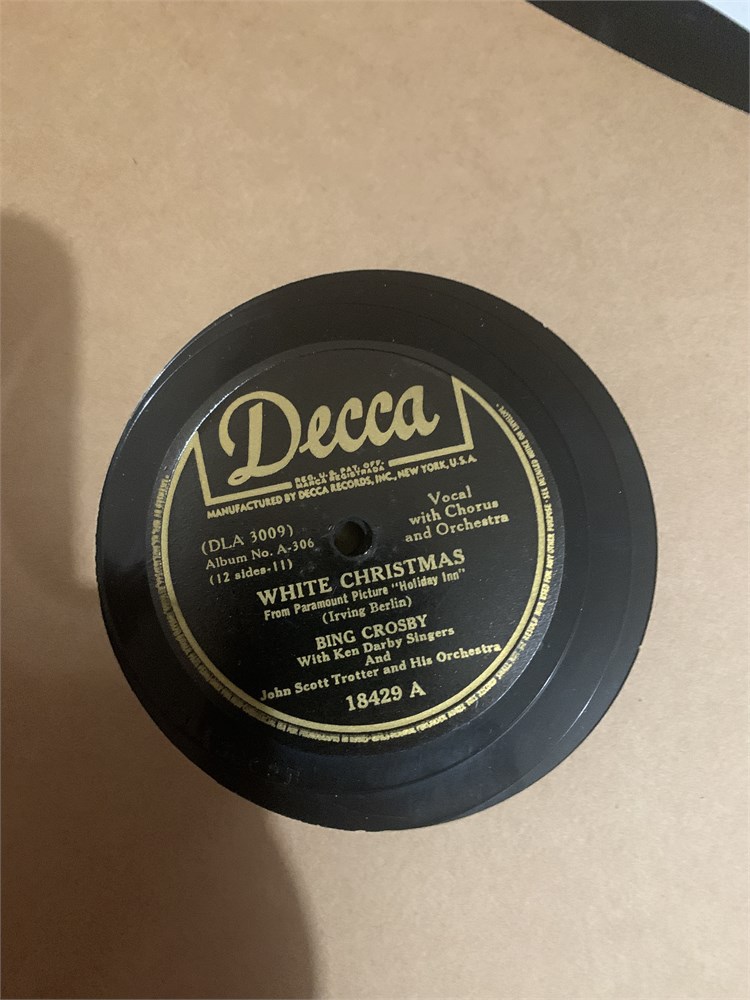 Decca
REG. U.S. PAT. OFF.
MARCA REGISTRADA
MANUFACTURED BY DECCA RECORDS, INC., NEW YORK, U.S.A.
(DLA 3009)
Album No. A-306
(12 sides-11)
Vocal
with Chorus
and Orchestra
WHITE CHRISTMAS
From Paramount Picture "Holiday Inn"
(Irving Berlin)
BING CROSBY
With Ken Darby Singers
And
John Scott Trotter and His Orchestra
18429 A